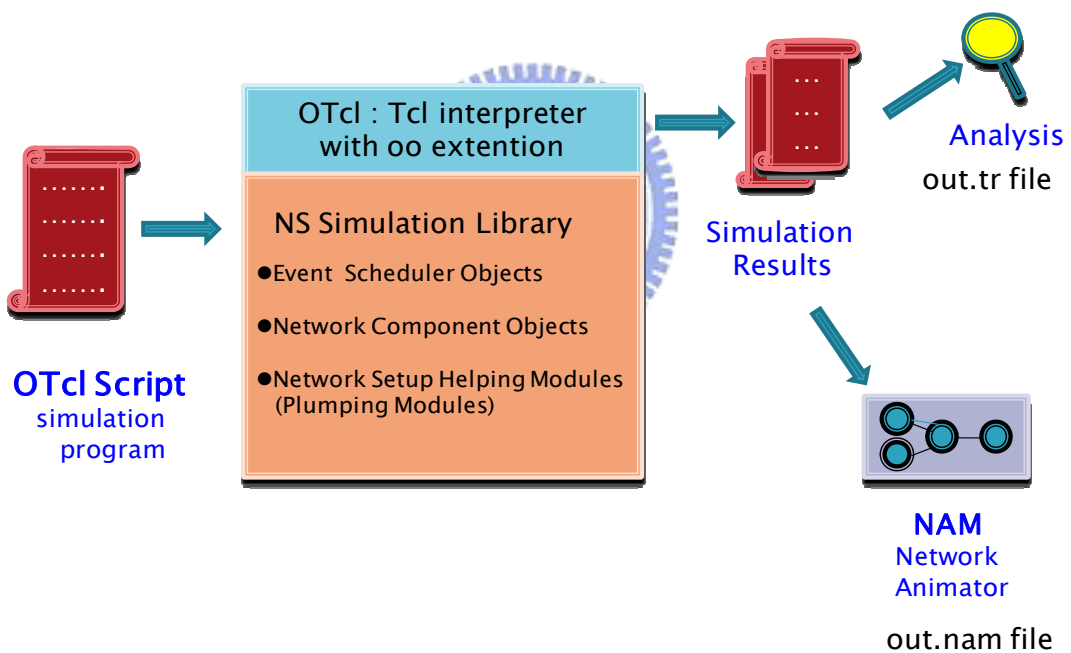 OTcl Script
simulation
program
OTcl : Tcl interpreter
with oo extention
NS Simulation Library
●Event Scheduler Objects
●Network Component Objects
●Network Setup Helping Modules
(Plumping Modules)
Simulation
Results
Analysis
out.tr file
NAM
Network
Animator
out.nam file